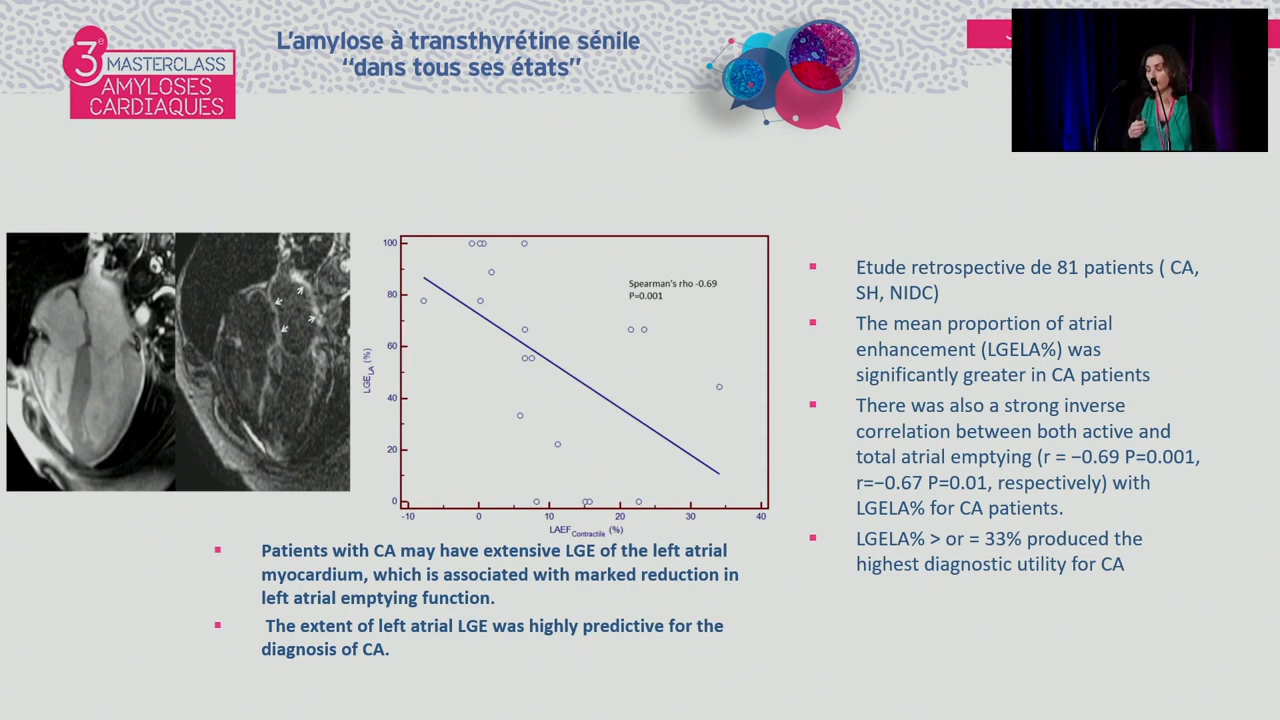 3e MASTERCLASS
AMYLOSES
CARDIAQUES
L'amylose à transthyrétine sénile
“dans tous ses états”
LGELA (%)
100
80
60
40
20
0
Spearman's rho -0.69
P=0.001
-10 0 10 20 30 40
LAEFContractile (%)
Patients with CA may have extensive LGE of the left atrial
myocardium, which is associated with marked reduction in
left atrial emptying function.
The extent of left atrial LGE was highly predictive for the
diagnosis of CA.
Etude retrospective de 81 patients ( CA,
SH, NIDC)
The mean proportion of atrial
enhancement (LGELA%) was
significantly greater in CA patients
There was also a strong inverse
correlation between both active and
total atrial emptying (r = −0.69 P=0.001,
r=−0.67 P=0.01, respectively) with
LGELA% for CA patients.
LGELA% > or = 33% produced the
highest diagnostic utility for CA